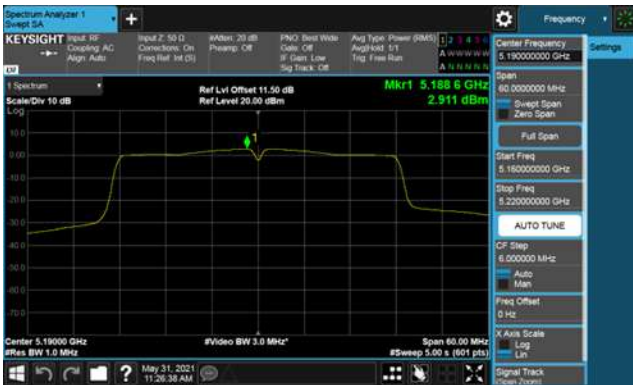 Spectrum Analyzer 1
Swept SA
+
Frequency
KEYSIGHT
Input: RF
Coupling: AC
Align: Auto
Input Z: 50 Ω
Corrections: On
Freq Ref: Int (S)
#Atten: 20 dB
Preamp: Off
PNO: Best Wide
Gate: Off
IF Gain: Low
Sig Track: Off
Avg Type: Power (RMS)
Avg|Hold: 1/1
Trig: Free Run
1 2 3 4 5 6
A W W W W W
A N N N N N
1 Spectrum
Scale/Div 10 dB
Log
Ref Lvl Offset 11.50 dB
Ref Level 20.00 dBm
Mkr1 5.188 6 GHz
2.911 dBm
1
10.0
0.00
-10.0
-20.0
-30.0
-40.0
-50.0
-60.0
-70.0
Center 5.19000 GHz
#Res BW 1.0 MHz
#Video BW 3.0 MHz*
Span 60.00 MHz
#Sweep 5.00 s (601 pts)
?
May 31, 2021
11:26:38 AM
Center Frequency
5.190000000 GHz
Settings
Span
60.0000000 MHz
Swept Span
Zero Span
Full Span
Start Freq
5.160000000 GHz
Stop Freq
5.220000000 GHz
AUTO TUNE
CF Step
6.000000 MHz
Auto
Man
Freq Offset
0 Hz
X Axis Scale
Log
Lin
Signal Track
(Span Zoom)